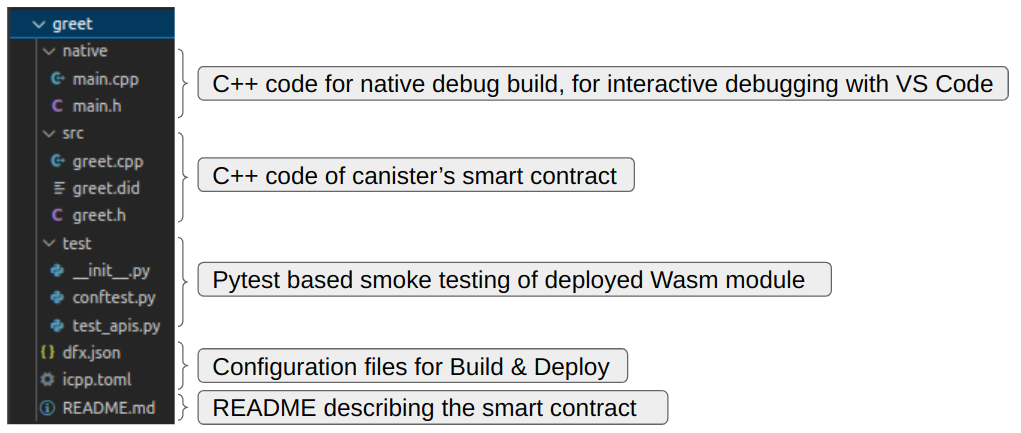 greet
native
main.cpp
main.h
C++ code for native debug build, for interactive debugging with VS Code
src
greet.cpp
greet.did
greet.h
C++ code of canister’s smart contract
test
__init__.py
conftest.py
test_apis.py
Pytest based smoke testing of deployed Wasm module
dfx.json
icpp.toml
Configuration files for Build & Deploy
README.md
README describing the smart contract